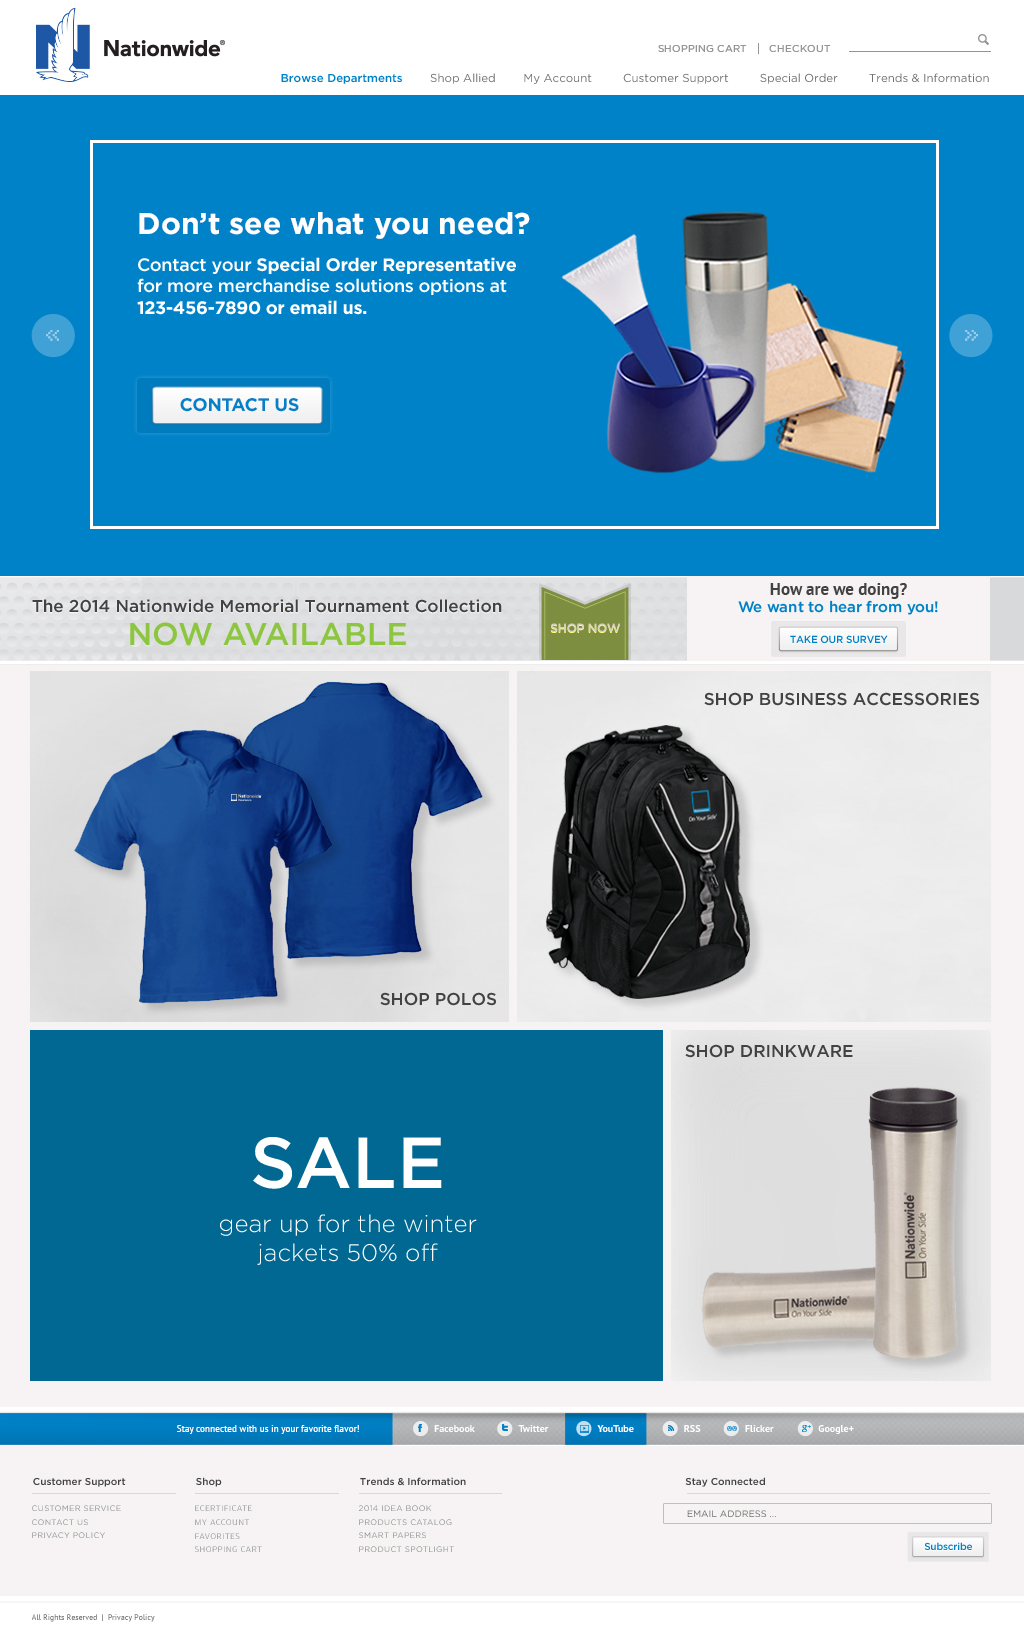 Nationwide®
SHOPPING CART | CHECKOUT
Browse Departments Shop Allied My Account Customer Support Special Order Trends & Information
Don't see what you need?
Contact your Special Order Representative
for more merchandise solutions options at
123-456-7890 or email us.
CONTACT US
The 2014 Nationwide Memorial Tournament Collection
NOW AVAILABLE
SHOP NOW
How are we doing?
We want to hear from you!
TAKE OUR SURVEY
Nationwide
SHOP POLOS
SHOP BUSINESS ACCESSORIES
On Your Side
SALE
gear up for the winter
jackets 50% off
SHOP DRINKWARE
Nationwide®
On Your Side
Nationwide®
On Your Side
Stay connected with us in your favorite flavor!
Facebook Twitter YouTube RSS Flicker Google+
Customer Support
CUSTOMER SERVICE
CONTACT US
PRIVACY POLICY
Shop
ECERTIFICATE
MY ACCOUNT
FAVORITES
SHOPPING CART
Trends & Information
2014 IDEA BOOK
PRODUCTS CATALOG
SMART PAPERS
PRODUCT SPOTLIGHT
Stay Connected
EMAIL ADDRESS ...
Subscribe
All Rights Reserved | Privacy Policy